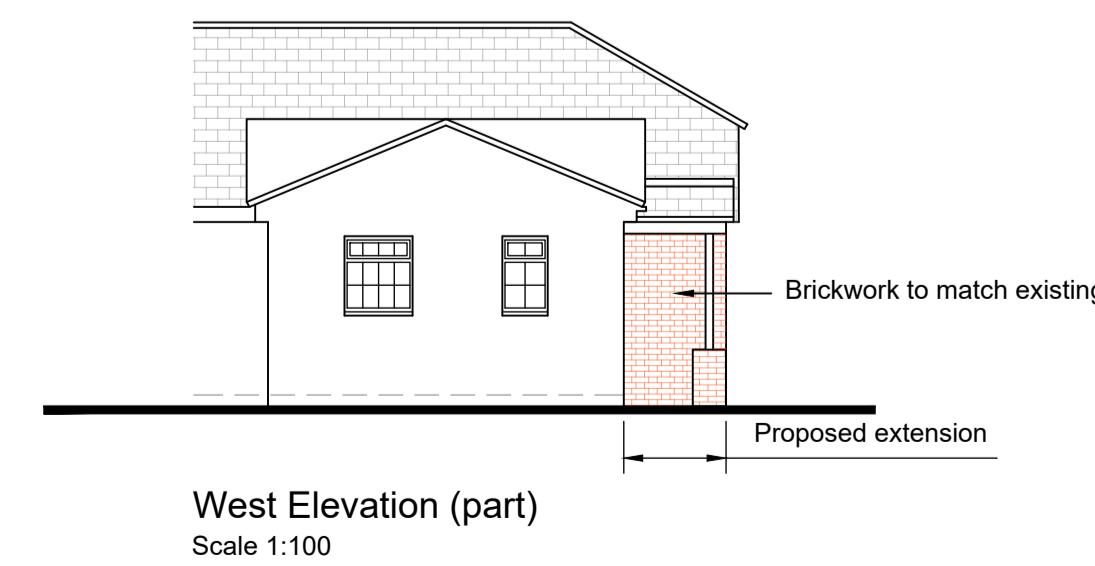 Brickwork to match existing
Proposed extension
West Elevation (part)
Scale 1:100